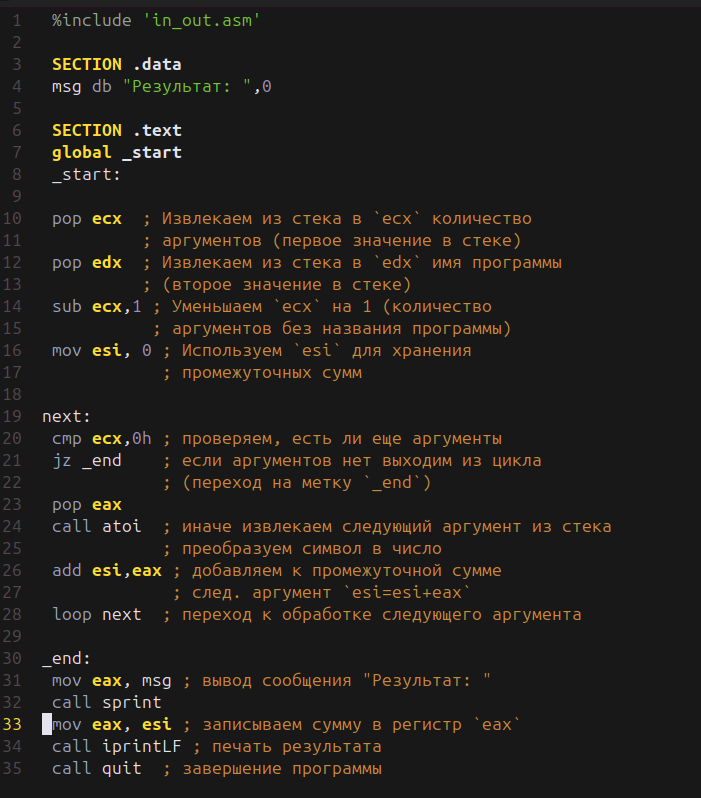 1 %include 'in_out.asm'
2
3 SECTION .data
4 msg db "Результат: ",0
5
6 SECTION .text
7 global _start
8 _start:
9
10 pop ecx  ; Извлекаем из стека в `ecx` количество
11          ; аргументов (первое значение в стеке)
12 pop edx  ; Извлекаем из стека в `edx` имя программы
13          ; (второе значение в стеке)
14 sub ecx,1 ; Уменьшаем `ecx` на 1 (количество
15           ; аргументов без названия программы)
16 mov esi, 0 ; Используем `esi` для хранения
17            ; промежуточных сумм
18
19 next:
20 cmp ecx,0h ; проверяем, есть ли еще аргументы
21 jz _end    ; если аргументов нет выходим из цикла
22            ; (переход на метку `_end`)
23 pop eax
24 call atoi  ; иначе извлекаем следующий аргумент из стека
25            ; преобразуем символ в число
26 add esi,eax ; добавляем к промежуточной сумме
27             ; след. аргумент `esi=esi+eax`
28 loop next  ; переход к обработке следующего аргумента
29
30 _end:
31 mov eax, msg ; вывод сообщения "Результат: "
32 call sprint
33 mov eax, esi ; записываем сумму в регистр `eax`
34 call iprintLF ; печать результата
35 call quit  ; завершение программы